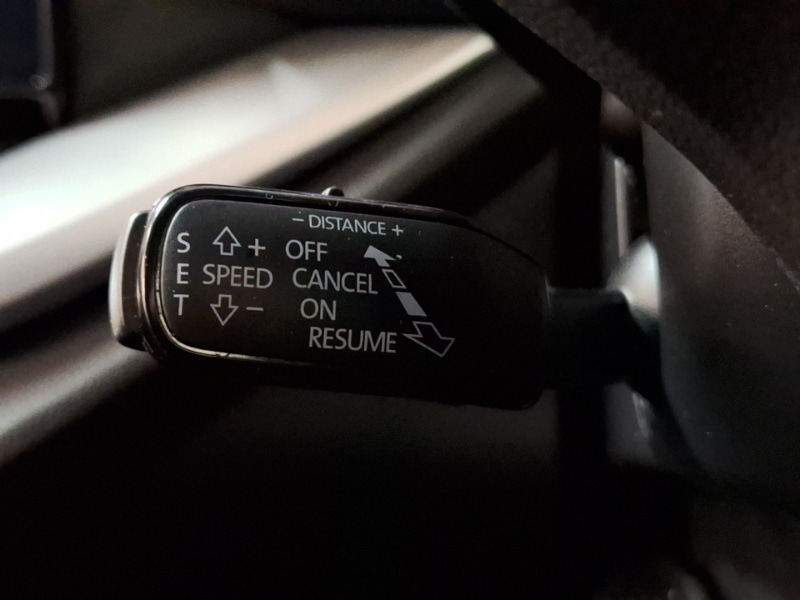 − DISTANCE +
S + OFF
E SPEED CANCEL
T − ON
RESUME